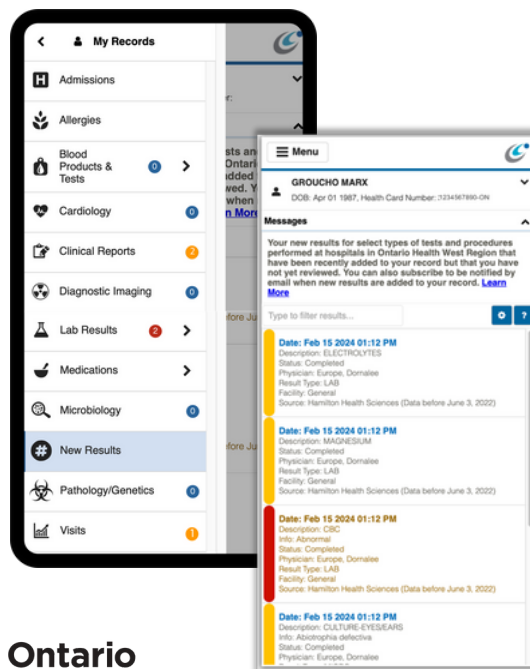 My Records
Admissions
Allergies
Blood
Products &
Tests
0
Cardiology
0
Clinical Reports
2
Diagnostic Imaging
0
Lab Results
2
Medications
Microbiology
0
New Results
Pathology/Genetics
0
Visits
1
Menu
GROUCHO MARX
DOB: Apr 01 1987, Health Card Number: :1234567890-ON
Messages
Your new results for select types of tests and procedures
performed at hospitals in Ontario Health West Region that
have been recently added to your record but that you have
not yet reviewed. You can also subscribe to be notified by
email when new results are added to your record. Learn
More
Type to filter results...
?
Date: Feb 15 2024 01:12 PM
Description: ELECTROLYTES
Status: Completed
Physician: Europe, Dornalee
Result Type: LAB
Facility: General
Source: Hamilton Health Sciences (Data before June 3, 2022)
Date: Feb 15 2024 01:12 PM
Description: MAGNESIUM
Status: Completed
Physician: Europe, Dornalee
Result Type: LAB
Facility: General
Source: Hamilton Health Sciences (Data before June 3, 2022)
Date: Feb 15 2024 01:12 PM
Description: CBC
Info: Abnormal
Status: Completed
Physician: Europe, Dornalee
Result Type: LAB
Facility: General
Source: Hamilton Health Sciences (Data before June 3, 2022)
Date: Feb 15 2024 01:12 PM
Description: CULTURE-EYES/EARS
Info: Abiotrophia defectiva
Status: Completed
Physician: Europe, Dornalee
Ontario